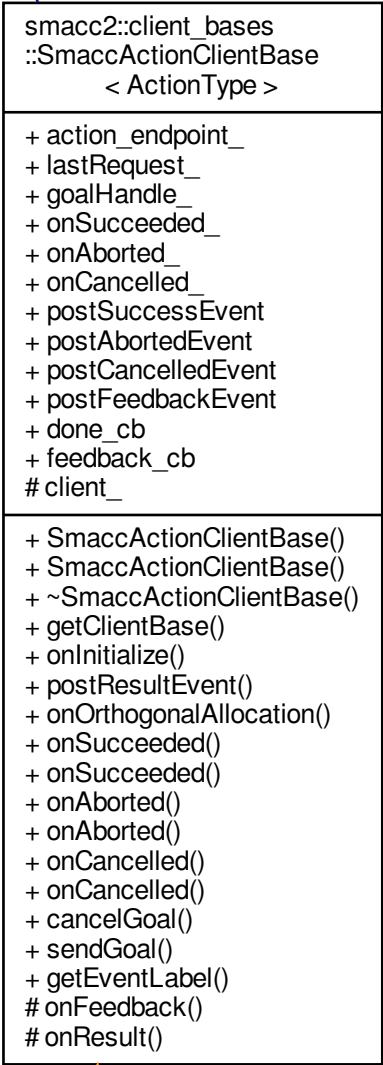 smacc2::client_bases
::SmaccActionClientBase
< ActionType >
+ action_endpoint_
+ lastRequest_
+ goalHandle_
+ onSucceeded_
+ onAborted_
+ onCancelled_
+ postSuccessEvent
+ postAbortedEvent
+ postCancelledEvent
+ postFeedbackEvent
+ done_cb
+ feedback_cb
# client_
+ SmaccActionClientBase()
+ SmaccActionClientBase()
+ ~SmaccActionClientBase()
+ getClientBase()
+ onInitialize()
+ postResultEvent()
+ onOrthogonalAllocation()
+ onSucceeded()
+ onSucceeded()
+ onAborted()
+ onAborted()
+ onCancelled()
+ onCancelled()
+ cancelGoal()
+ sendGoal()
+ getEventLabel()
# onFeedback()
# onResult()